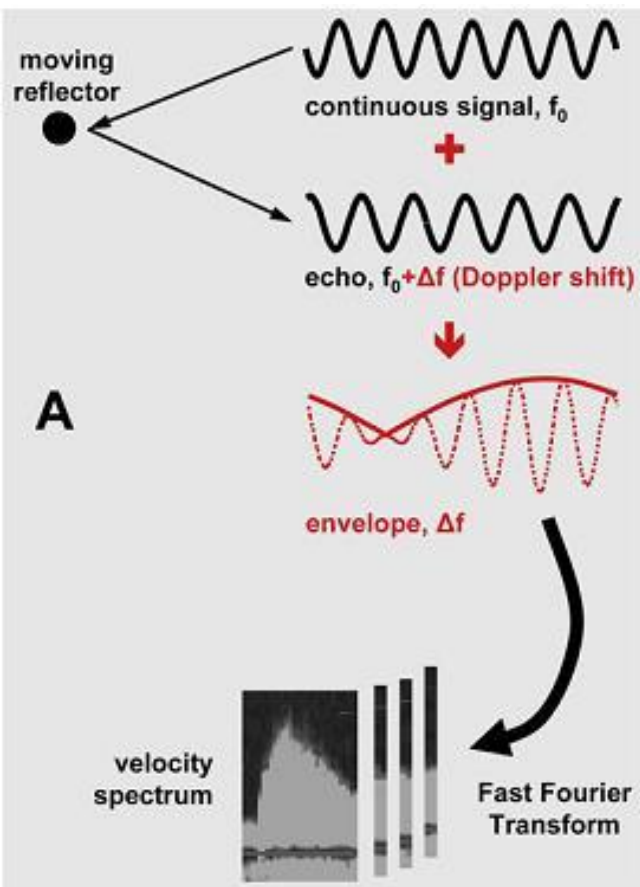 moving
reflector
continuous signal, f₀
+
echo, f₀+Δf (Doppler shift)
A
envelope, Δf
velocity
spectrum
Fast Fourier
Transform